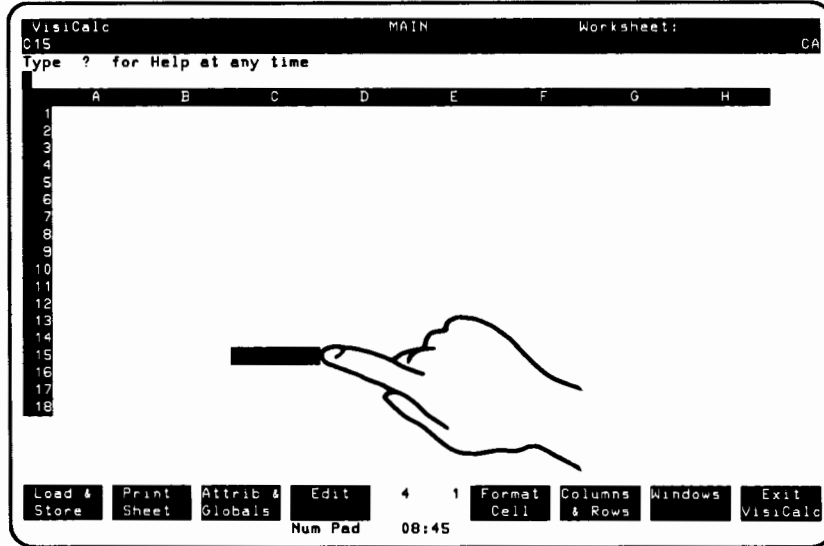 VisiCalc MAIN Worksheet:
C15 CA
Type ? for Help at any time
A B C D E F G H
1
2
3
4
5
6
7
8
9
10
11
12
13
14
15
16
17
18
Load & Print Attrib & Edit 4 1 Format Columns Windows Exit
Store Sheet Globals Cell & Rows VisiCalc
Num Pad 08:45